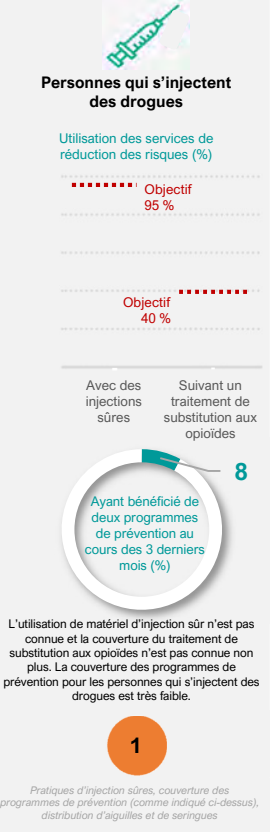 Personnes qui s'injectent
des drogues
Utilisation des services de
réduction des risques (%)
Objectif
95 %
Objectif
40 %
Avec des
injections
sûres
Suivant un
traitement de
substitution aux
opioïdes
8
Ayant bénéficié de
deux programmes
de prévention au
cours des 3 derniers
mois (%)
L'utilisation de matériel d'injection sûr n'est pas
connue et la couverture du traitement de
substitution aux opioïdes n'est pas connue non
plus. La couverture des programmes de
prévention pour les personnes qui s'injectent des
drogues est très faible.
1
Pratiques d'injection sûres, couverture des
programmes de prévention (comme indiqué ci-dessus),
distribution d'aiguilles et de seringues